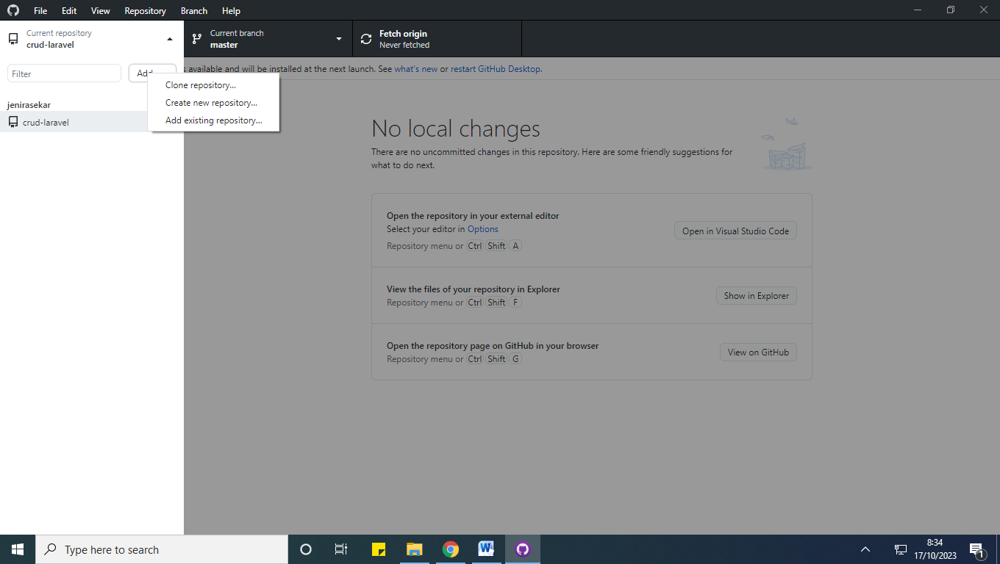 File Edit View Repository Branch Help
Current repository
crud-laravel
Current branch
master
Fetch origin
Never fetched
Filter
Add
s available and will be installed at the next launch. See what's new or restart GitHub Desktop.
Clone repository...
Create new repository...
Add existing repository...
jenirasekar
crud-laravel
No local changes
There are no uncommitted changes in this repository. Here are some friendly suggestions for
what to do next.
Open the repository in your external editor
Select your editor in Options
Repository menu or Ctrl Shift A
Open in Visual Studio Code
View the files of your repository in Explorer
Repository menu or Ctrl Shift F
Show in Explorer
Open the repository page on GitHub in your browser
Repository menu or Ctrl Shift G
View on GitHub
Type here to search
W
8:34
17/10/2023
1